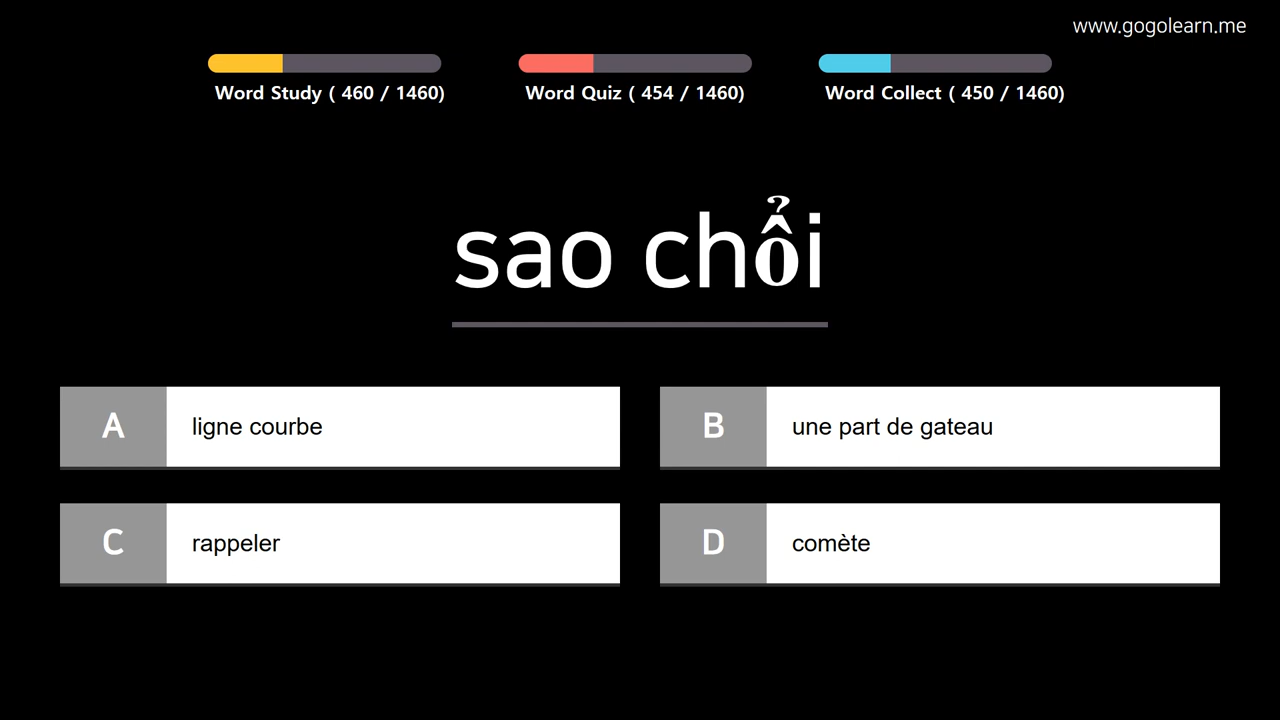 www.gogolearn.me
Word Study ( 460 / 1460)
Word Quiz ( 454 / 1460)
Word Collect ( 450 / 1460)
sao chổi
A ligne courbe
B une part de gateau
C rappeler
D comète